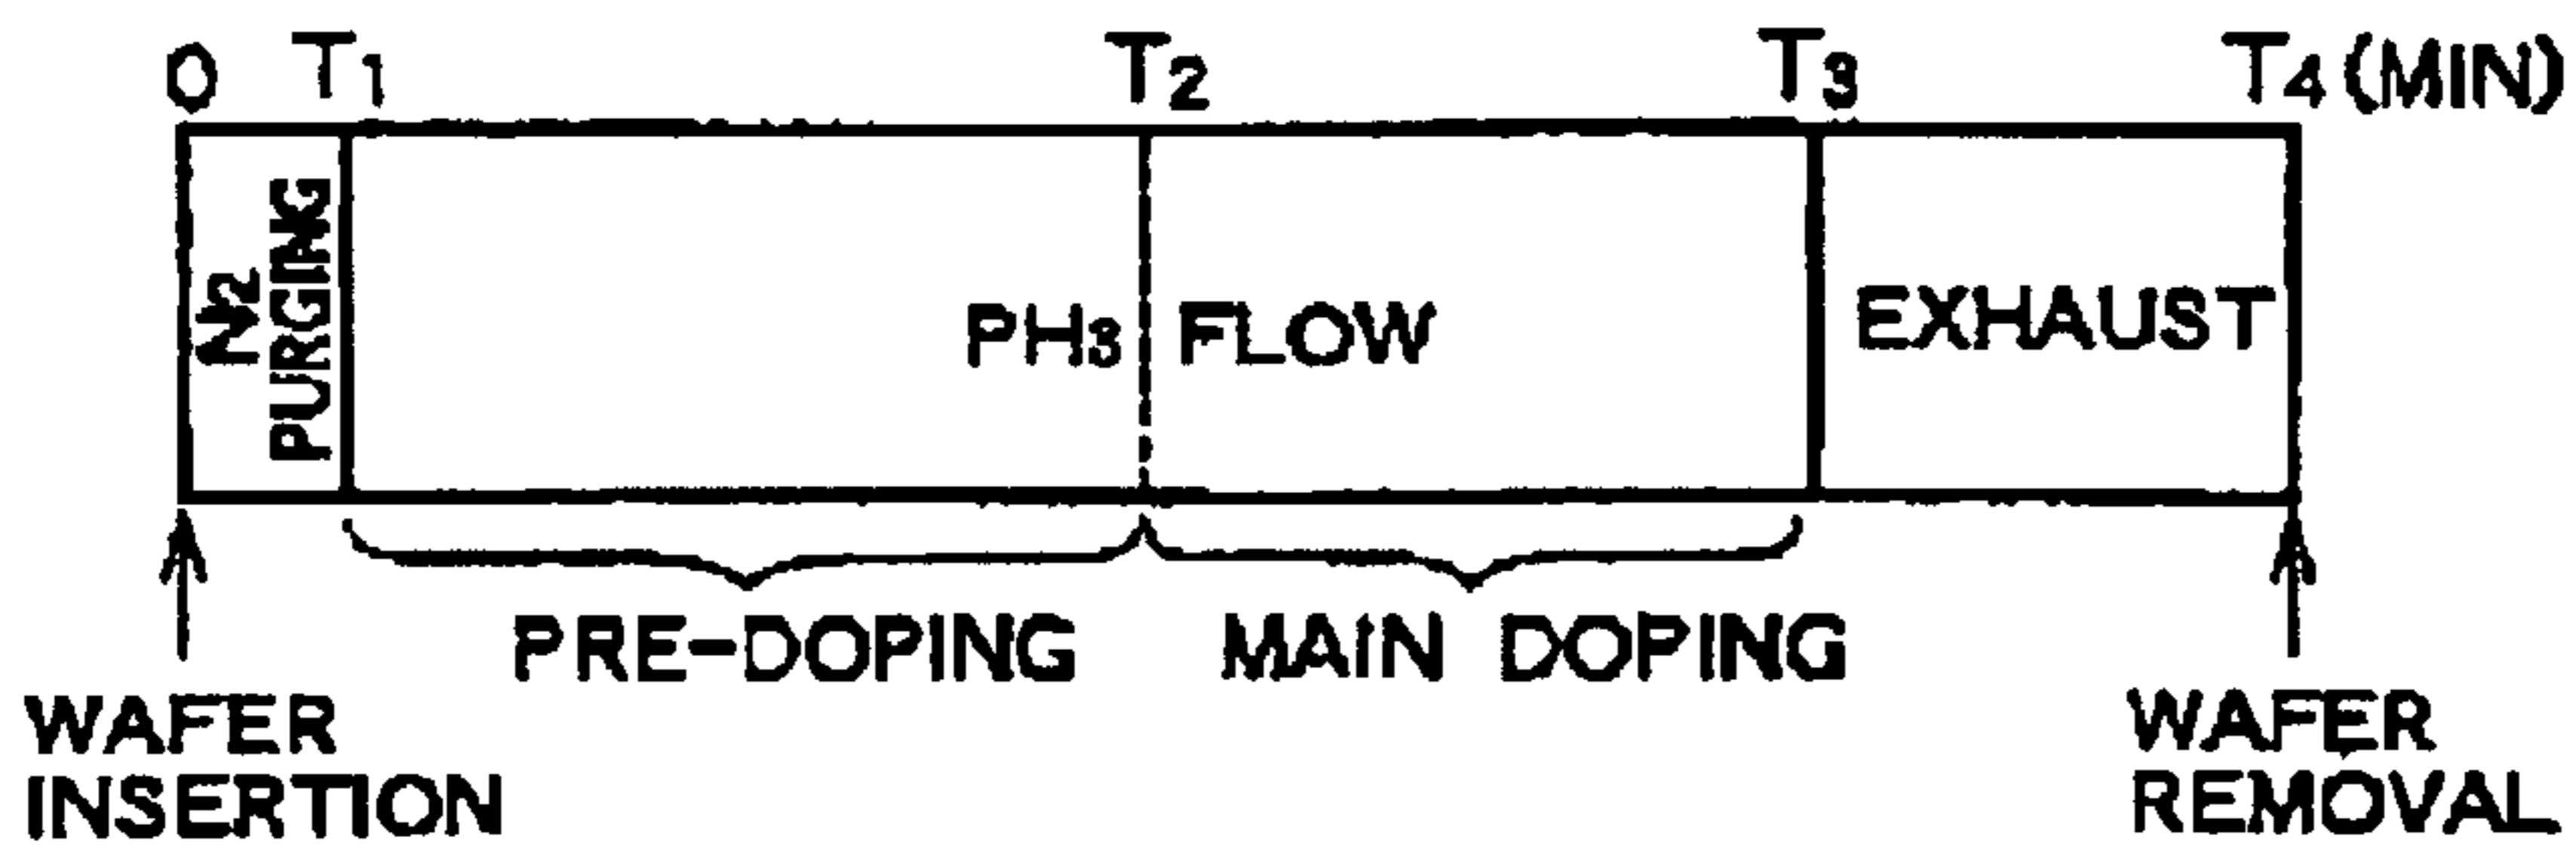 0 T1 T2 T3 T4 (MIN)
N2
PURGING
PH3 FLOW
EXHAUST
PRE-DOPING MAIN DOPING
WAFER
INSERTION
WAFER
REMOVAL